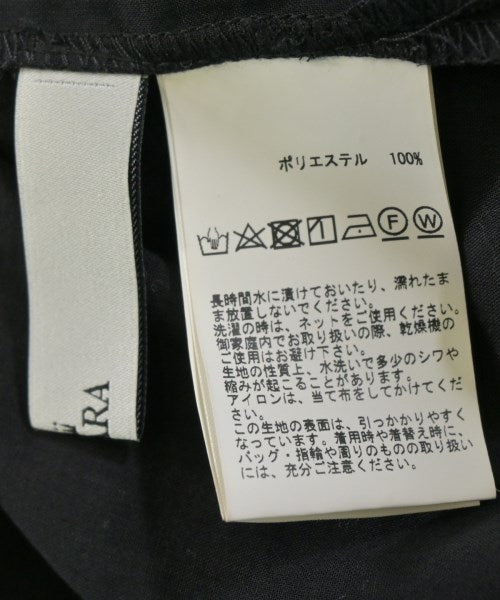 ポリエステル 100%
F W
長時間水に漬けておいたり、濡れたま
ま放置しないでください。
洗濯の時は、ネットをご使用ください。
御家庭内でお取り扱いの際、乾燥機の
ご使用はお避け下さい。
生地の性質上、水洗いで多少のシワや
縮みが起こることがあります。
アイロンは、当て布をしてかけてくだ
さい。
この生地の表面は、引っかかりやすく
なっています。着用時や着替え時に、
バッグ・指輪や周りのものの取り扱い
には、充分ご注意ください。
ARA